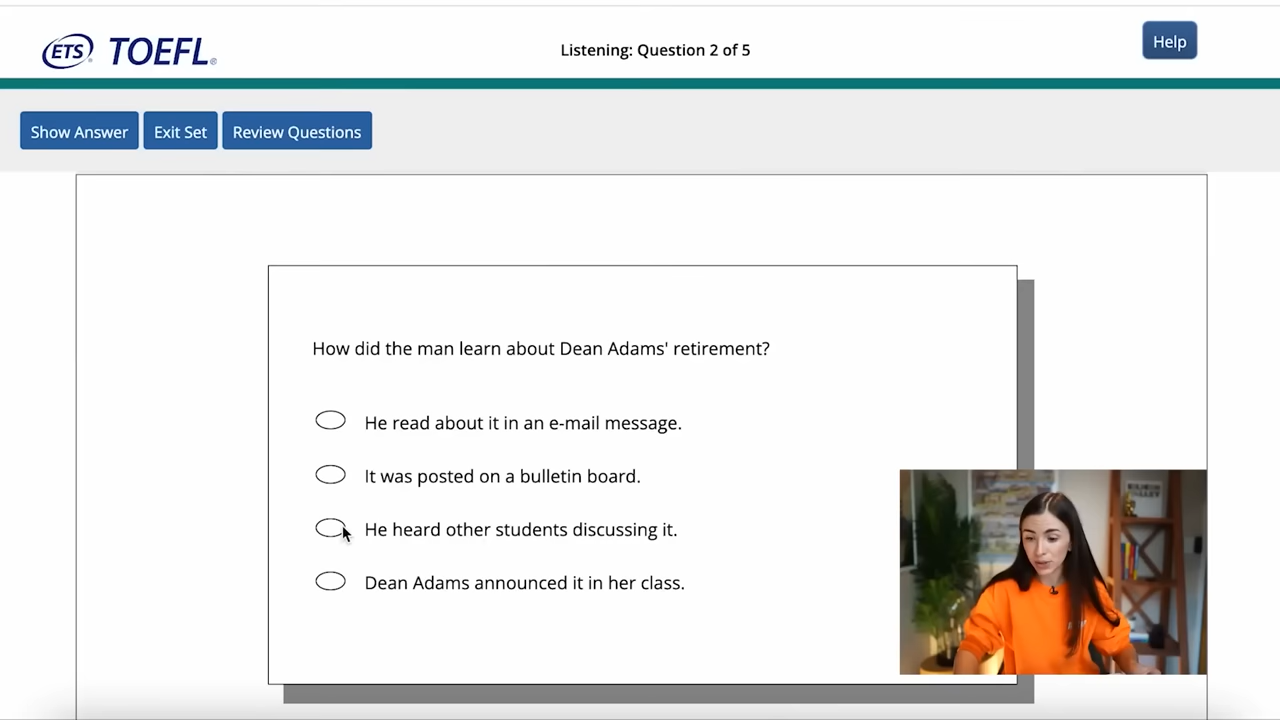 ETS TOEFL®
Listening: Question 2 of 5
Help
Show Answer
Exit Set
Review Questions
How did the man learn about Dean Adams' retirement?
He read about it in an e-mail message.
It was posted on a bulletin board.
He heard other students discussing it.
Dean Adams announced it in her class.